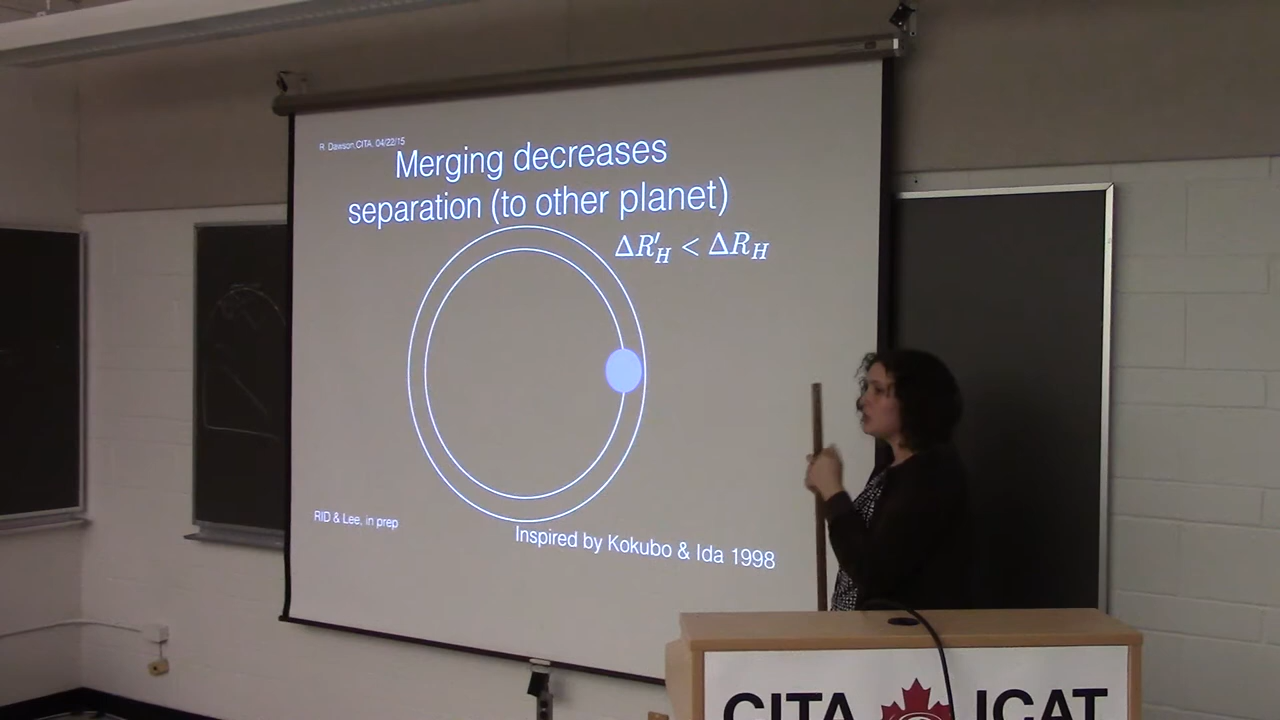 R. Dawson, CITA, 04/22/15
Merging decreases
separation (to other planet)
ΔR′_H < ΔR_H
RID & Lee, in prep
Inspired by Kokubo & Ida 1998
CITA ICAT